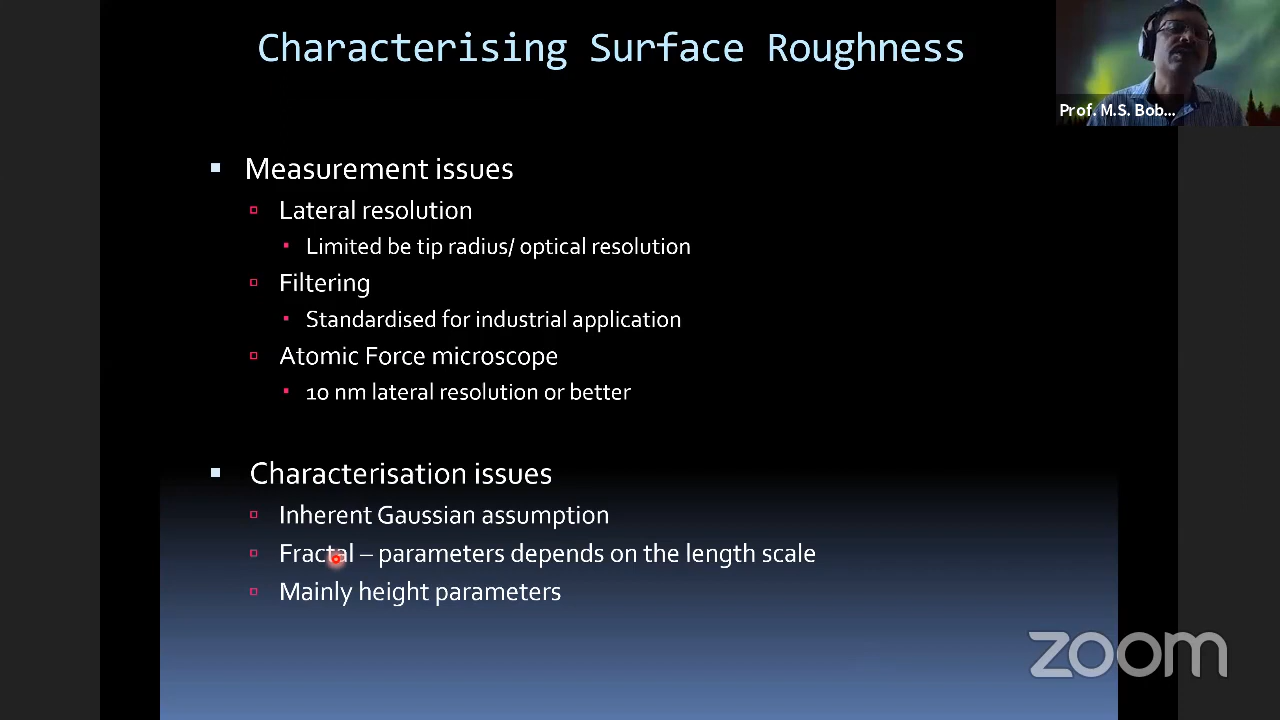 Characterising Surface Roughness
Prof. M.S. Bob...
Measurement issues
Lateral resolution
Limited be tip radius/ optical resolution
Filtering
Standardised for industrial application
Atomic Force microscope
10 nm lateral resolution or better
Characterisation issues
Inherent Gaussian assumption
Fractal – parameters depends on the length scale
Mainly height parameters
zoom